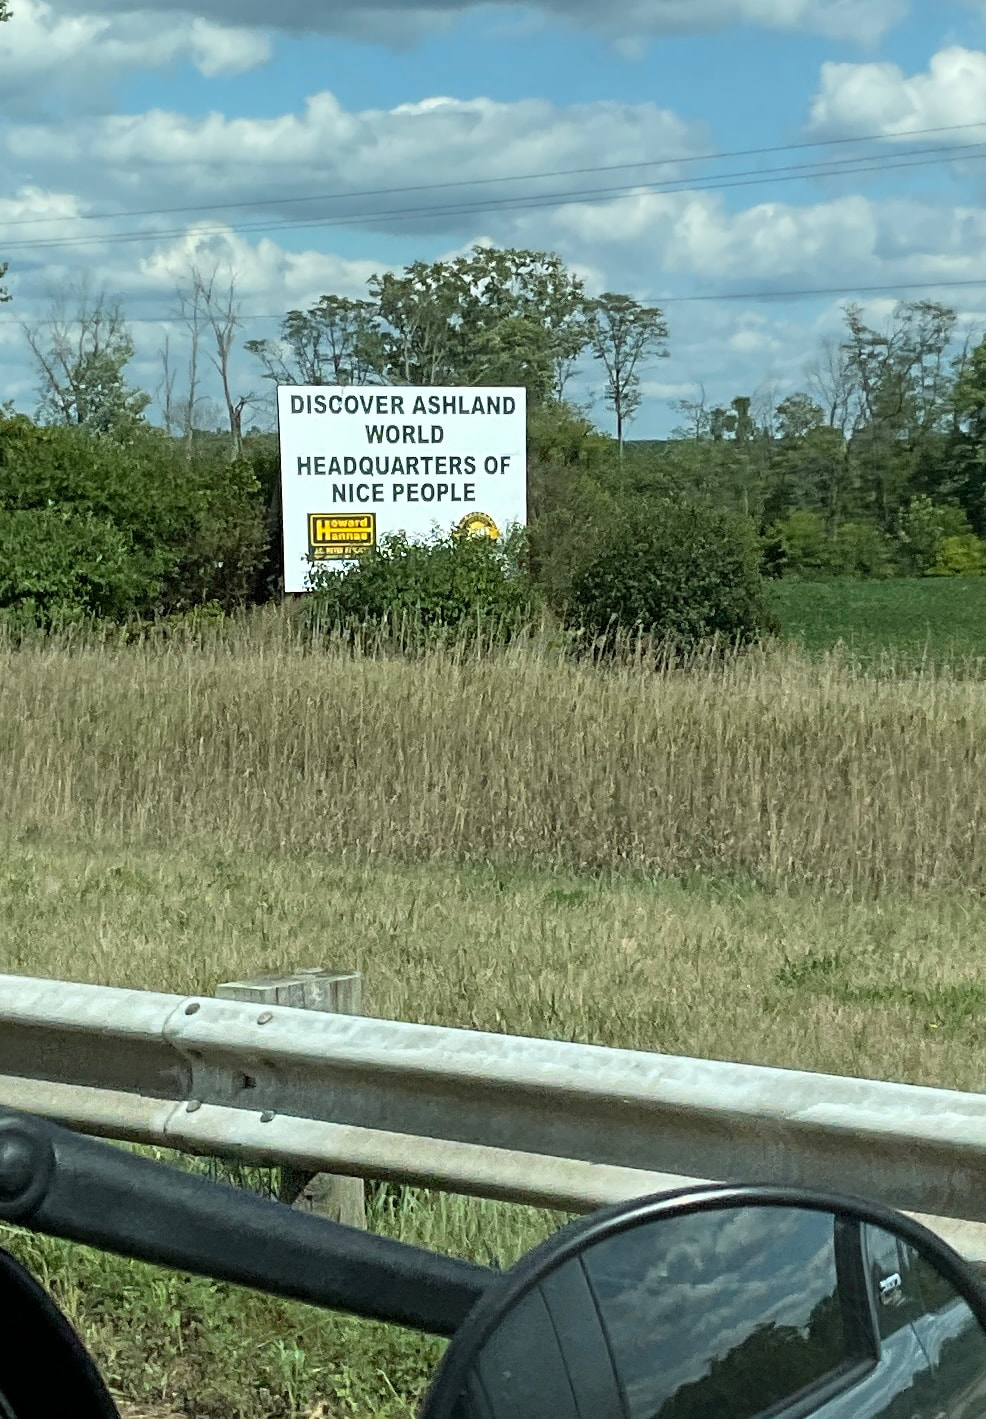 DISCOVER ASHLAND
WORLD
HEADQUARTERS OF
NICE PEOPLE
Howard
Hanna